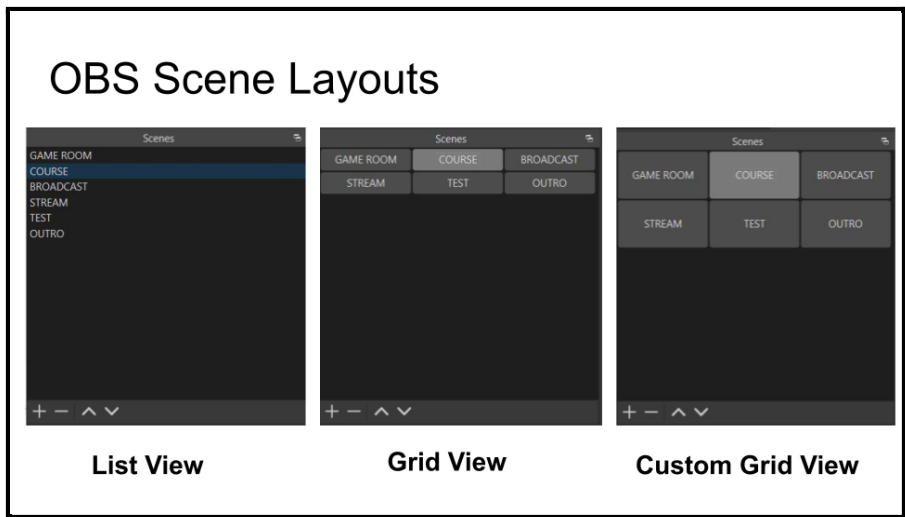 OBS Scene Layouts
Scenes
GAME ROOM
COURSE
BROADCAST
STREAM
TEST
OUTRO
List View
Scenes
GAME ROOM COURSE BROADCAST
STREAM TEST OUTRO
Grid View
Scenes
GAME ROOM COURSE BROADCAST
STREAM TEST OUTRO
Custom Grid View